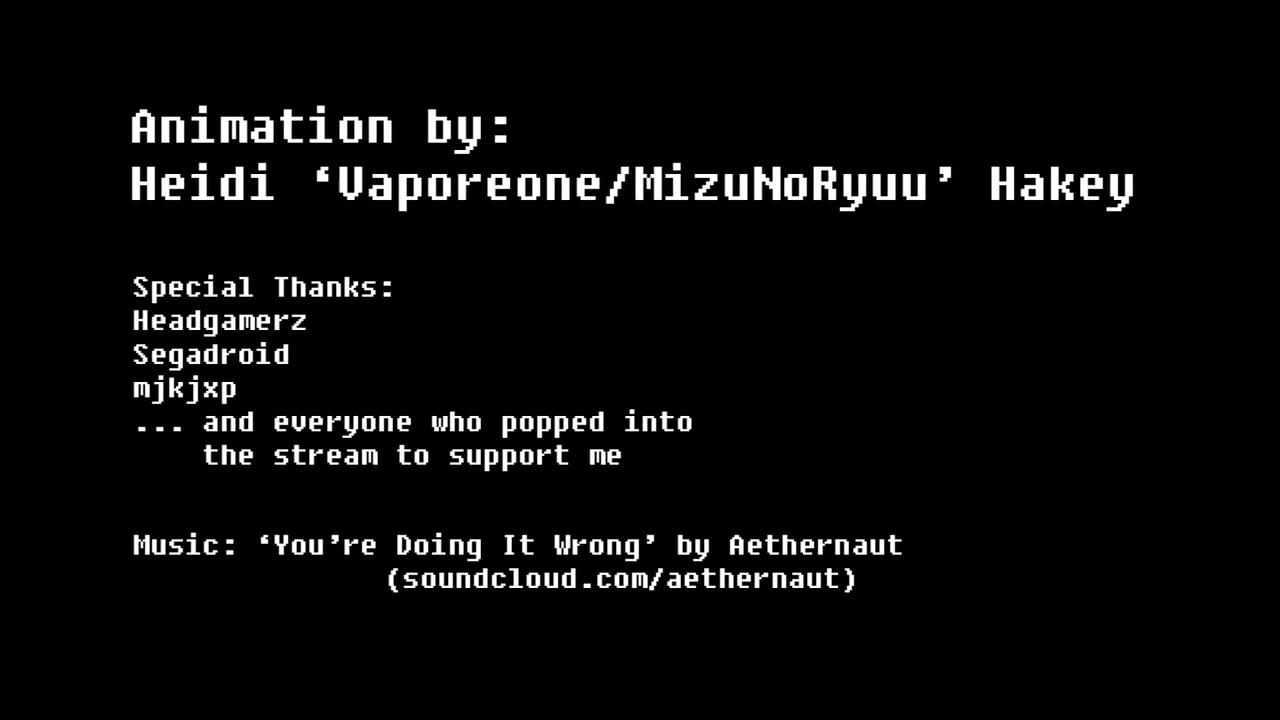 Animation by:
Heidi ‘Vaporeone/MizuNoRyuu’ Hakey
Special Thanks:
Headgamerz
Segadroid
mjkjxp
... and everyone who popped into
the stream to support me
Music: ‘You’re Doing It Wrong’ by Aethernaut
(soundcloud.com/aethernaut)